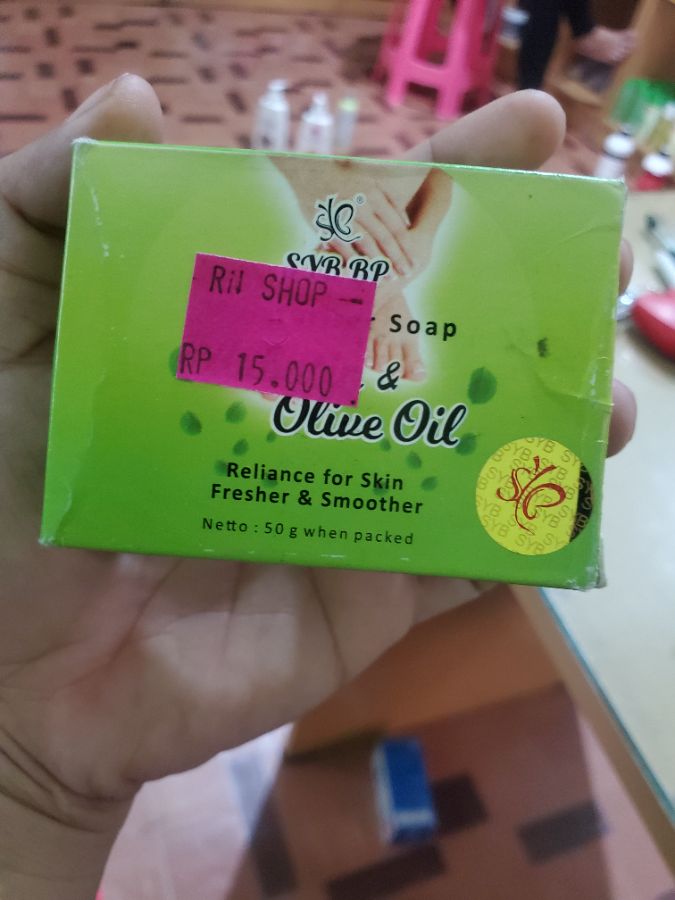 SYB BP
RIN SHOP
Soap
RP 15.000
&
Olive Oil
Reliance for Skin
Fresher & Smoother
Netto : 50 g when packed
SYB